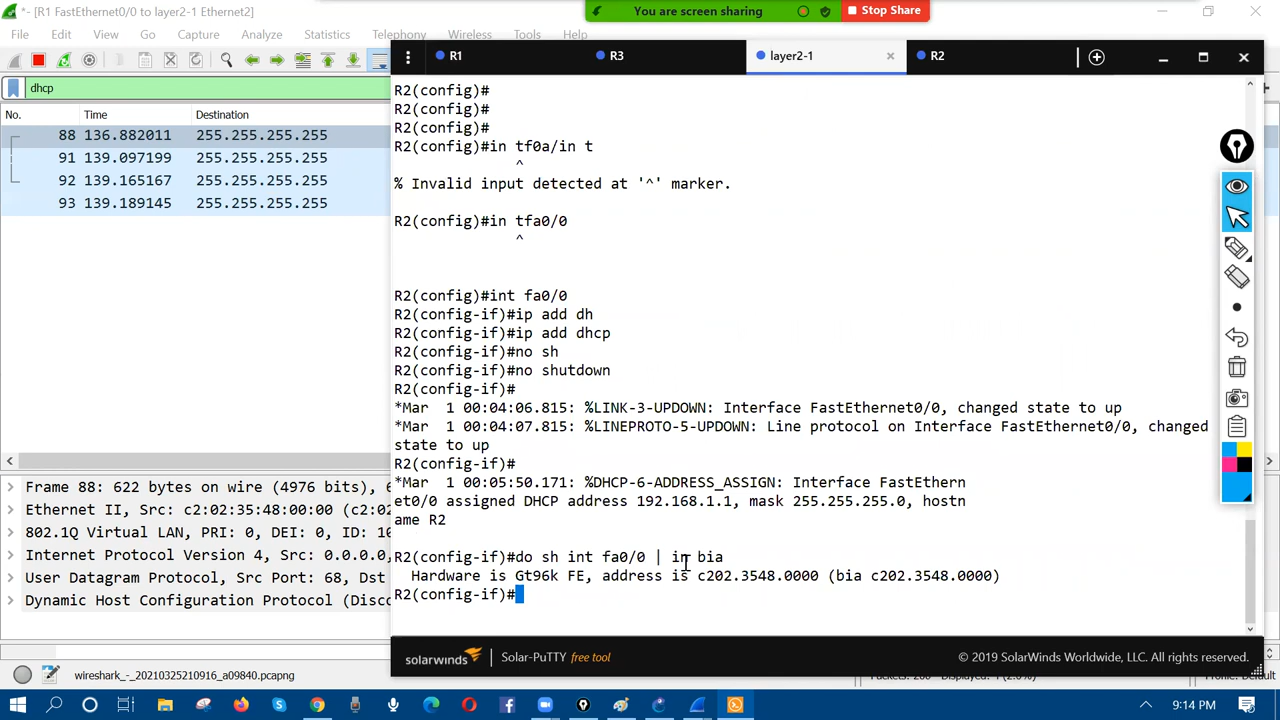 *- [R1 FastEthernet0/0 to layer2-1 Ethernet2]
You are screen sharing
Stop Share
File Edit View Go Capture Analyze Statistics Telephony Wireless Tools Help
R1
R3
layer2-1
R2
dhcp
No. Time Destination
88 136.882011 255.255.255.255
91 139.097199 255.255.255.255
92 139.165167 255.255.255.255
93 139.189145 255.255.255.255
R2(config)#
R2(config)#
R2(config)#
R2(config)#in tf0a/in t
^
% Invalid input detected at '^' marker.
R2(config)#in tfa0/0
^
R2(config)#int fa0/0
R2(config-if)#ip add dh
R2(config-if)#ip add dhcp
R2(config-if)#no sh
R2(config-if)#no shutdown
R2(config-if)#
*Mar  1 00:04:06.815: %LINK-3-UPDOWN: Interface FastEthernet0/0, changed state to up
*Mar  1 00:04:07.815: %LINEPROTO-5-UPDOWN: Line protocol on Interface FastEthernet0/0, changed
state to up
R2(config-if)#
*Mar  1 00:05:50.171: %DHCP-6-ADDRESS_ASSIGN: Interface FastEthern
et0/0 assigned DHCP address 192.168.1.1, mask 255.255.255.0, hostn
ame R2
R2(config-if)#do sh int fa0/0 | in bia
Hardware is Gt96k FE, address is c202.3548.0000 (bia c202.3548.0000)
R2(config-if)#
Frame 88: 622 bytes on wire (4976 bits), 6
Ethernet II, Src: c2:02:35:48:00:00 (c2:0
802.1Q Virtual LAN, PRI: 0, DEI: 0, ID: 10
Internet Protocol Version 4, Src: 0.0.0.0,
User Datagram Protocol, Src Port: 68, Dst
Dynamic Host Configuration Protocol (Disco
solarwinds
Solar-PuTTY free tool
© 2019 SolarWinds Worldwide, LLC. All rights reserved.
wireshark_-_20210325210916_a09840.pcapng
9:14 PM